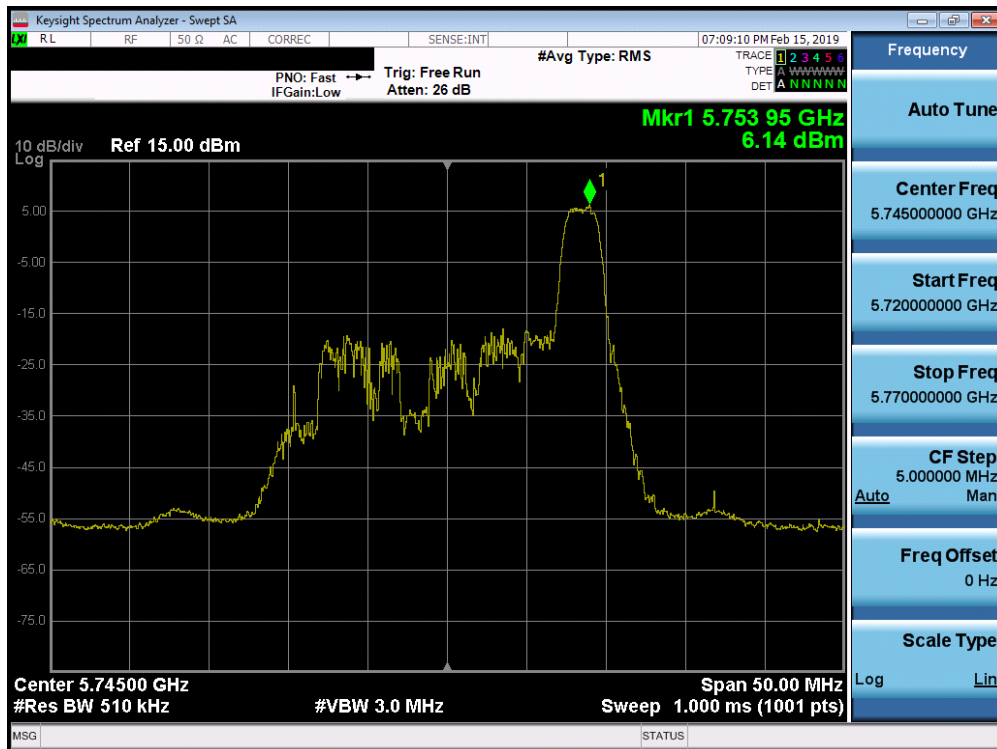 LXI Keysight Spectrum Analyzer - Swept SA
RL RF 50 Ω AC CORREC SENSE:INT 07:09:10 PM Feb 15, 2019
#Avg Type: RMS TRACE 1 2 3 4 5 6
PNO: Fast Trig: Free Run TYPE A WWWWWW
IFGain:Low Atten: 26 dB DET A N N N N N
Mkr1 5.753 95 GHz
6.14 dBm
10 dB/div Ref 15.00 dBm
Log
1
5.00
-5.00
-15.0
-25.0
-35.0
-45.0
-55.0
-65.0
-75.0
Center 5.74500 GHz Span 50.00 MHz
#Res BW 510 kHz #VBW 3.0 MHz Sweep 1.000 ms (1001 pts)
MSG STATUS
Frequency
Auto Tune
Center Freq
5.745000000 GHz
Start Freq
5.720000000 GHz
Stop Freq
5.770000000 GHz
CF Step
5.000000 MHz
Auto Man
Freq Offset
0 Hz
Scale Type
Log Lin